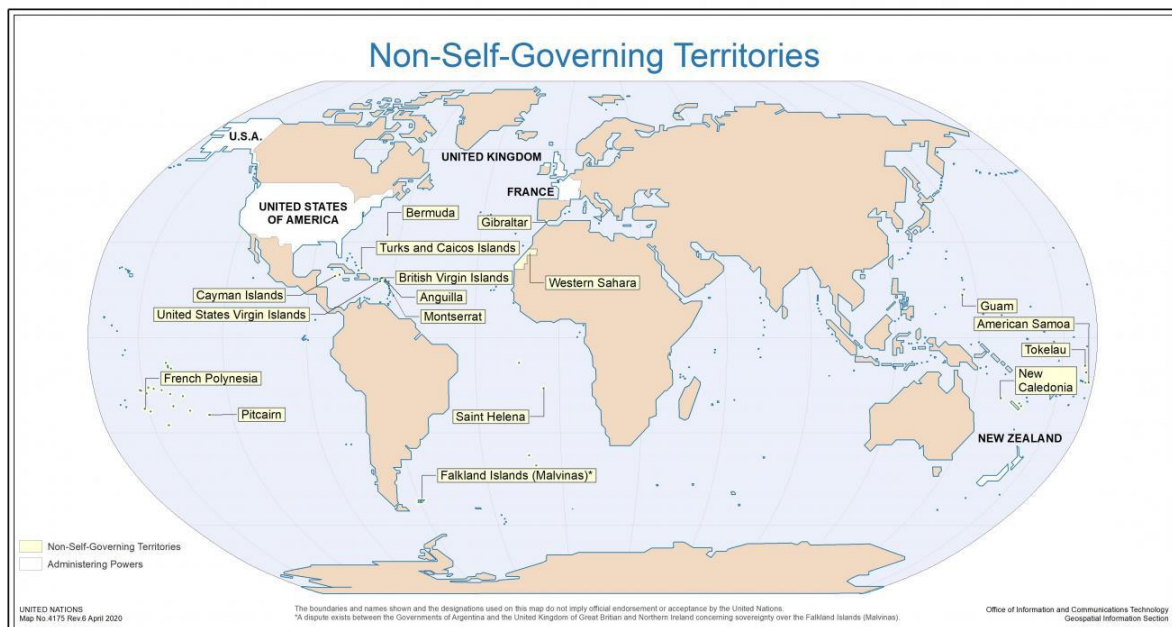 Non-Self-Governing Territories
U.S.A.
UNITED KINGDOM
FRANCE
UNITED STATES
OF AMERICA
Bermuda
Gibraltar
Turks and Caicos Islands
British Virgin Islands
Western Sahara
Cayman Islands
Anguilla
United States Virgin Islands
Montserrat
Guam
American Samoa
Tokelau
New
Caledonia
French Polynesia
Pitcairn
Saint Helena
NEW ZEALAND
Falkland Islands (Malvinas)*
Non-Self-Governing Territories
Administering Powers
UNITED NATIONS
Map No.4175 Rev.6 April 2020
The boundaries and names shown and the designations used on this map do not imply official endorsement or acceptance by the United Nations.
*A dispute exists between the Governments of Argentina and the United Kingdom of Great Britian and Northern Ireland concerning sovereignty over the Falkland Islands (Malvinas).
Office of Information and Communications Technology
Geospatial Information Section